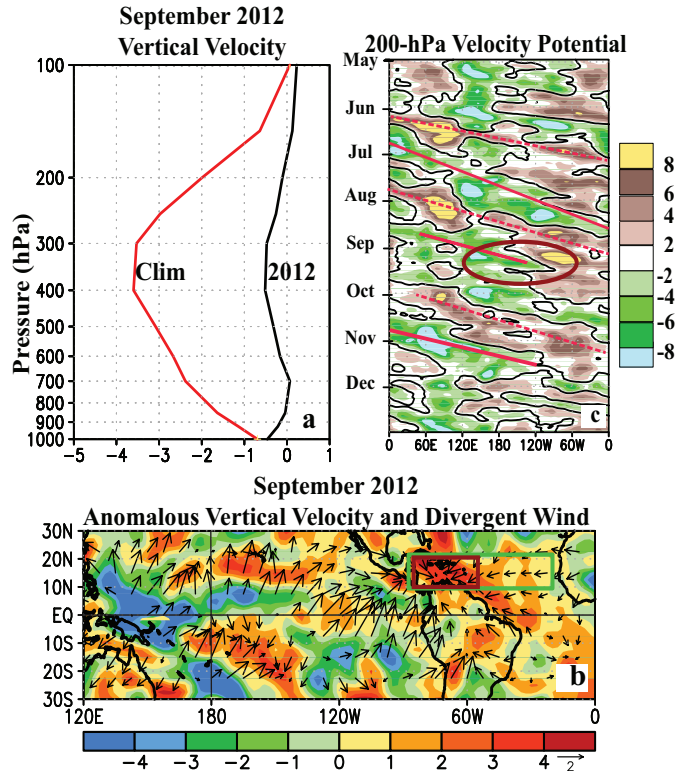 September 2012
Vertical Velocity
100
200
300
400
500
600
700
800
900
1000
Pressure (hPa)
Clim
2012
a
-5 -4 -3 -2 -1 0 1
200-hPa Velocity Potential
May
Jun
Jul
Aug
Sep
Oct
Nov
Dec
c
0 60E 120E 180 120W 60W 0
8
6
4
2
-2
-4
-6
-8
September 2012
Anomalous Vertical Velocity and Divergent Wind
30N
20N
10N
EQ
10S
20S
30S
b
120E 180 120W 60W 0
-4 -3 -2 -1 0 1 2 3 4 2